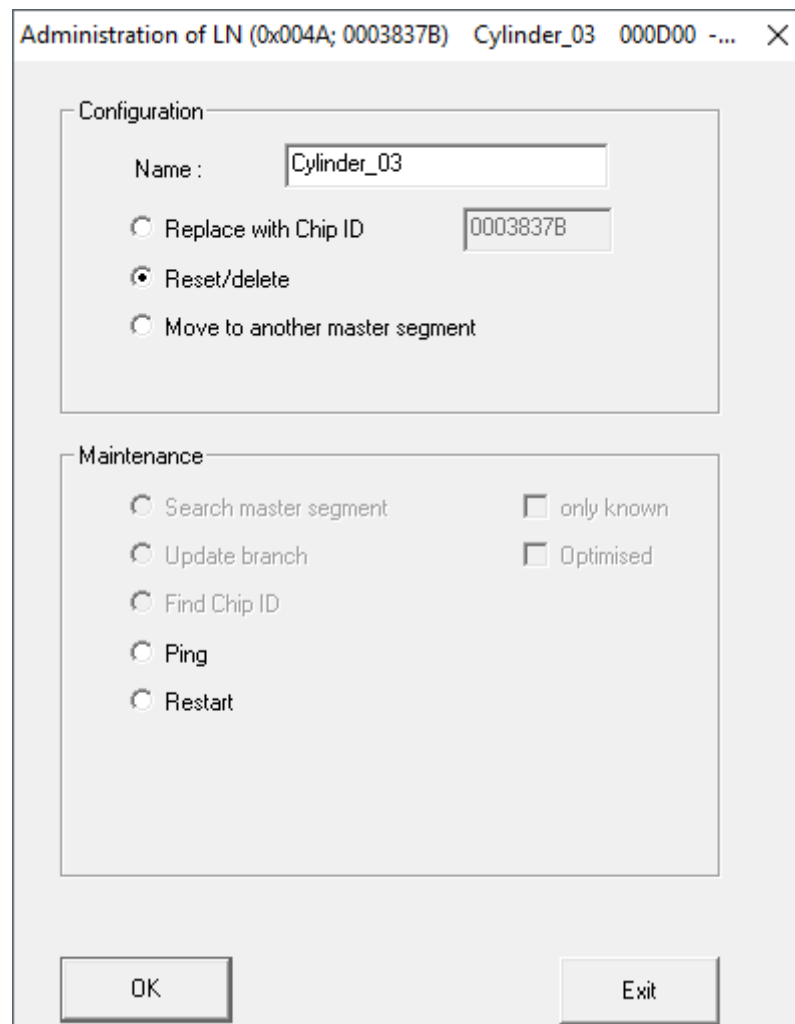 Administration of LN (0x004A; 0003837B) Cylinder_03 000D00 -...
Configuration
Name : Cylinder_03
Replace with Chip ID 0003837B
Reset/delete
Move to another master segment
Maintenance
Search master segment only known
Update branch Optimised
Find Chip ID
Ping
Restart
OK Exit